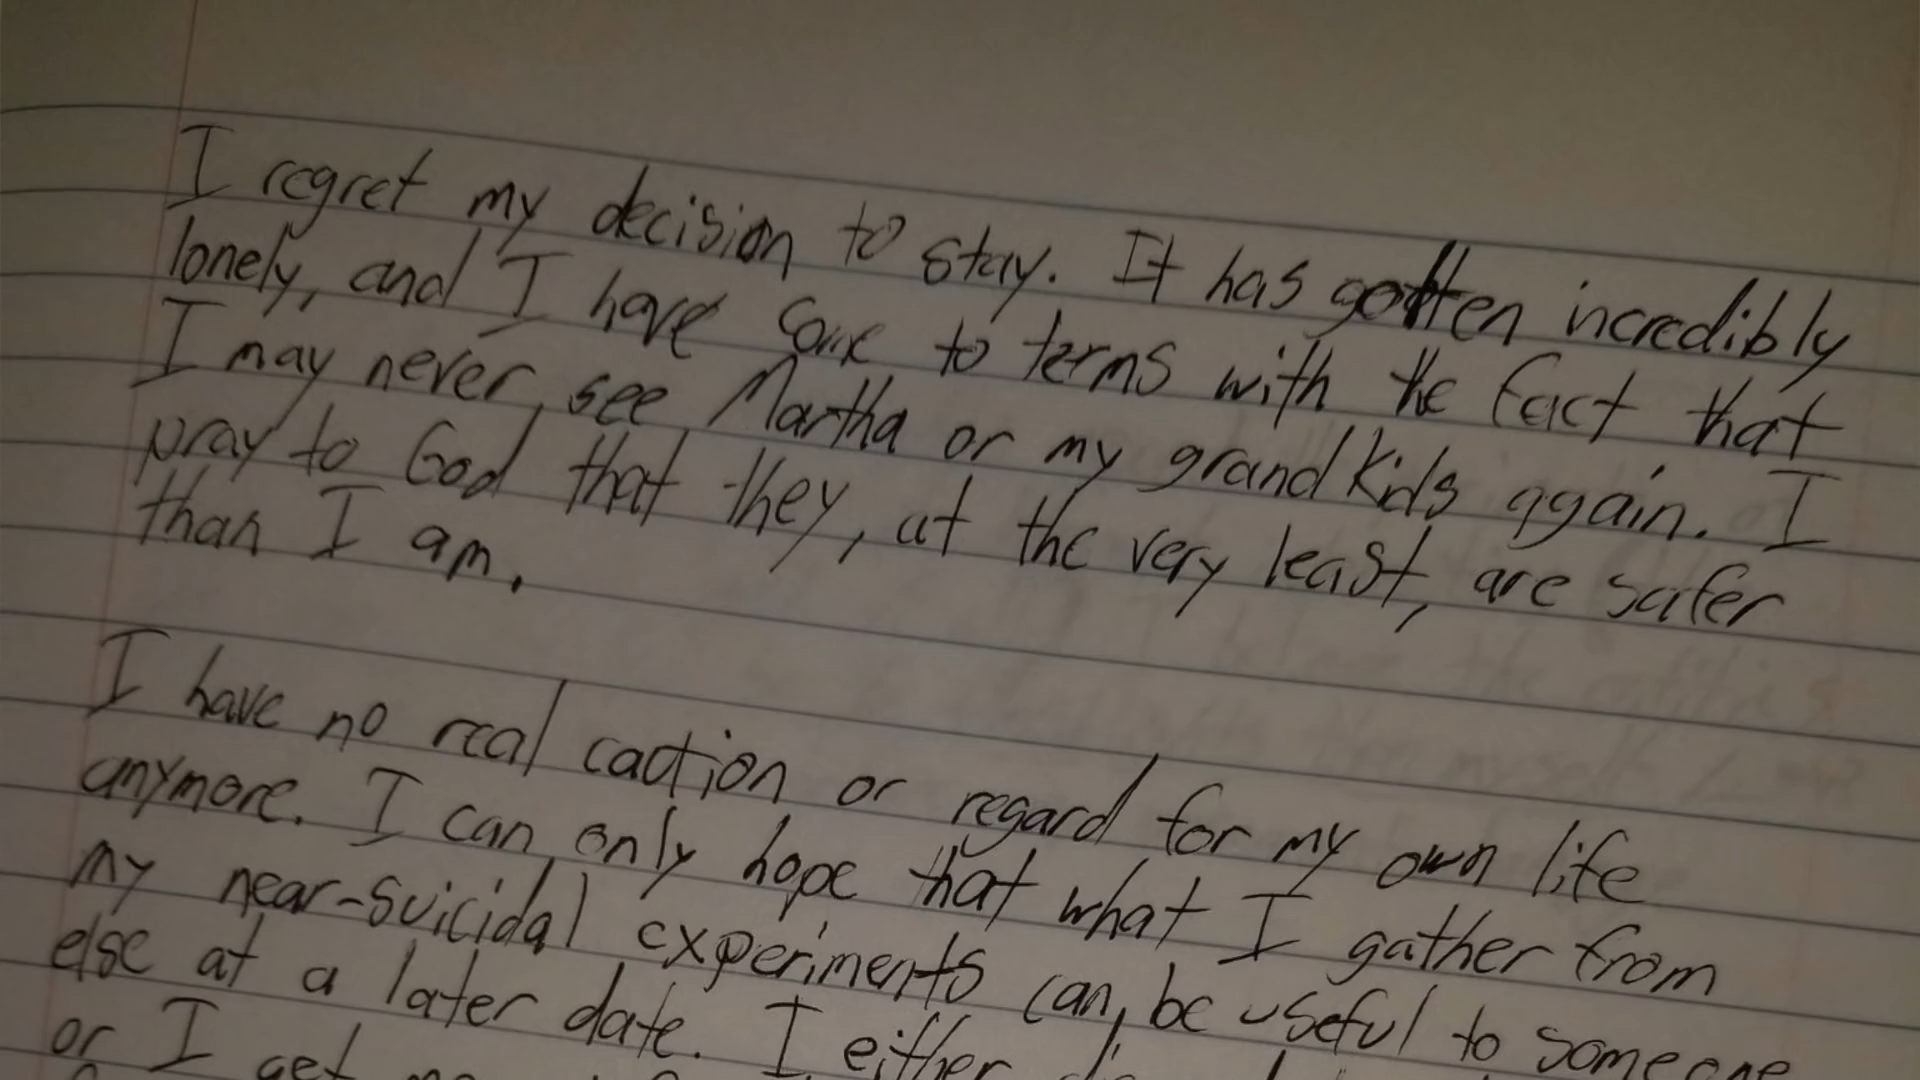 I regret my decision to stay. It has gotten incredibly
lonely, and I have come to terms with the fact that
I may never see Martha or my grandkids again. I
pray to God that they, at the very least, are safer
than I am.
I have no real caution or regard for my own life
anymore. I can only hope that what I gather from
my near-suicidal experiments can be useful to someone
else at a later date. I either
or I get